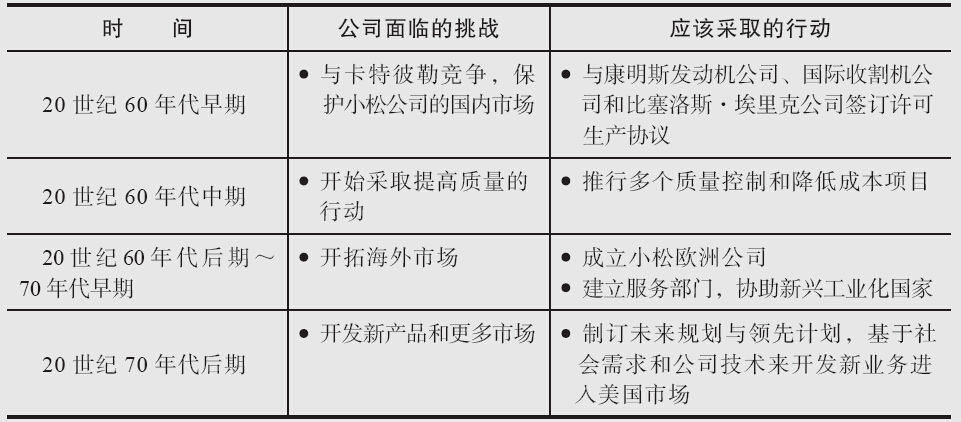 时 间 公司面临的挑战 应该采取的行动
20 世纪 60 年代早期
• 与卡特彼勒竞争，保
护小松公司的国内市场
• 与康明斯发动机公司、国际收割机公
司和比塞洛斯·埃里克公司签订许可
生产协议
20 世纪 60 年代中期
• 开始采取提高质量的
行动
• 推行多个质量控制和降低成本项目
20 世纪 60 年代后期～
70 年代早期
• 开拓海外市场
• 成立小松欧洲公司
• 建立服务部门，协助新兴工业化国家
20 世纪 70 年代后期
• 开发新产品和更多市场
• 制订未来规划与领先计划，基于社
会需求和公司技术来开发新业务进
入美国市场